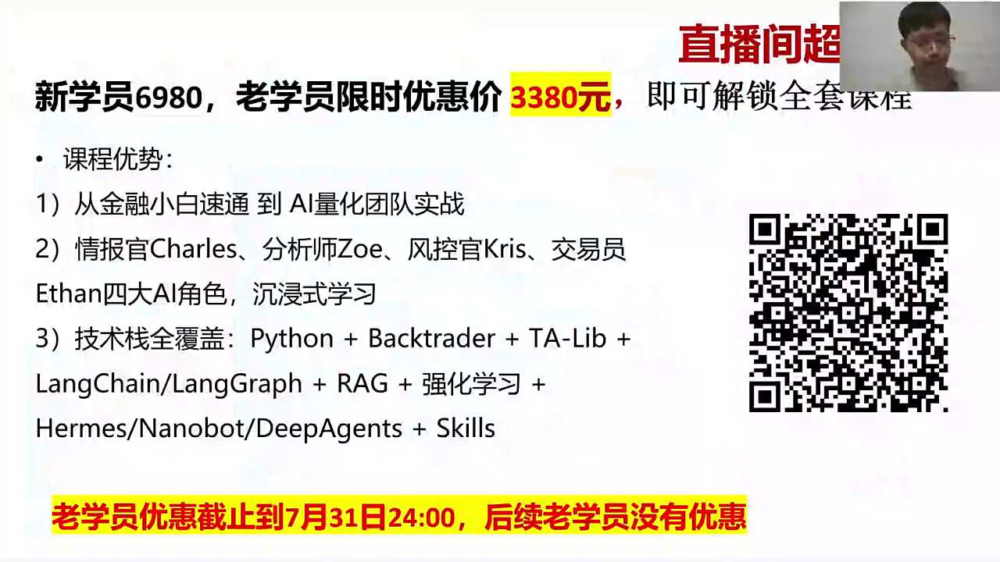 直播间超
新学员6980，老学员限时优惠价 3380元，即可解锁全套课程
• 课程优势：
1）从金融小白速通 到 AI量化团队实战
2）情报官Charles、分析师Zoe、风控官Kris、交易员
Ethan四大AI角色，沉浸式学习
3）技术栈全覆盖：Python + Backtrader + TA-Lib +
LangChain/LangGraph + RAG + 强化学习 +
Hermes/Nanobot/DeepAgents + Skills
老学员优惠截止到7月31日24:00，后续老学员没有优惠